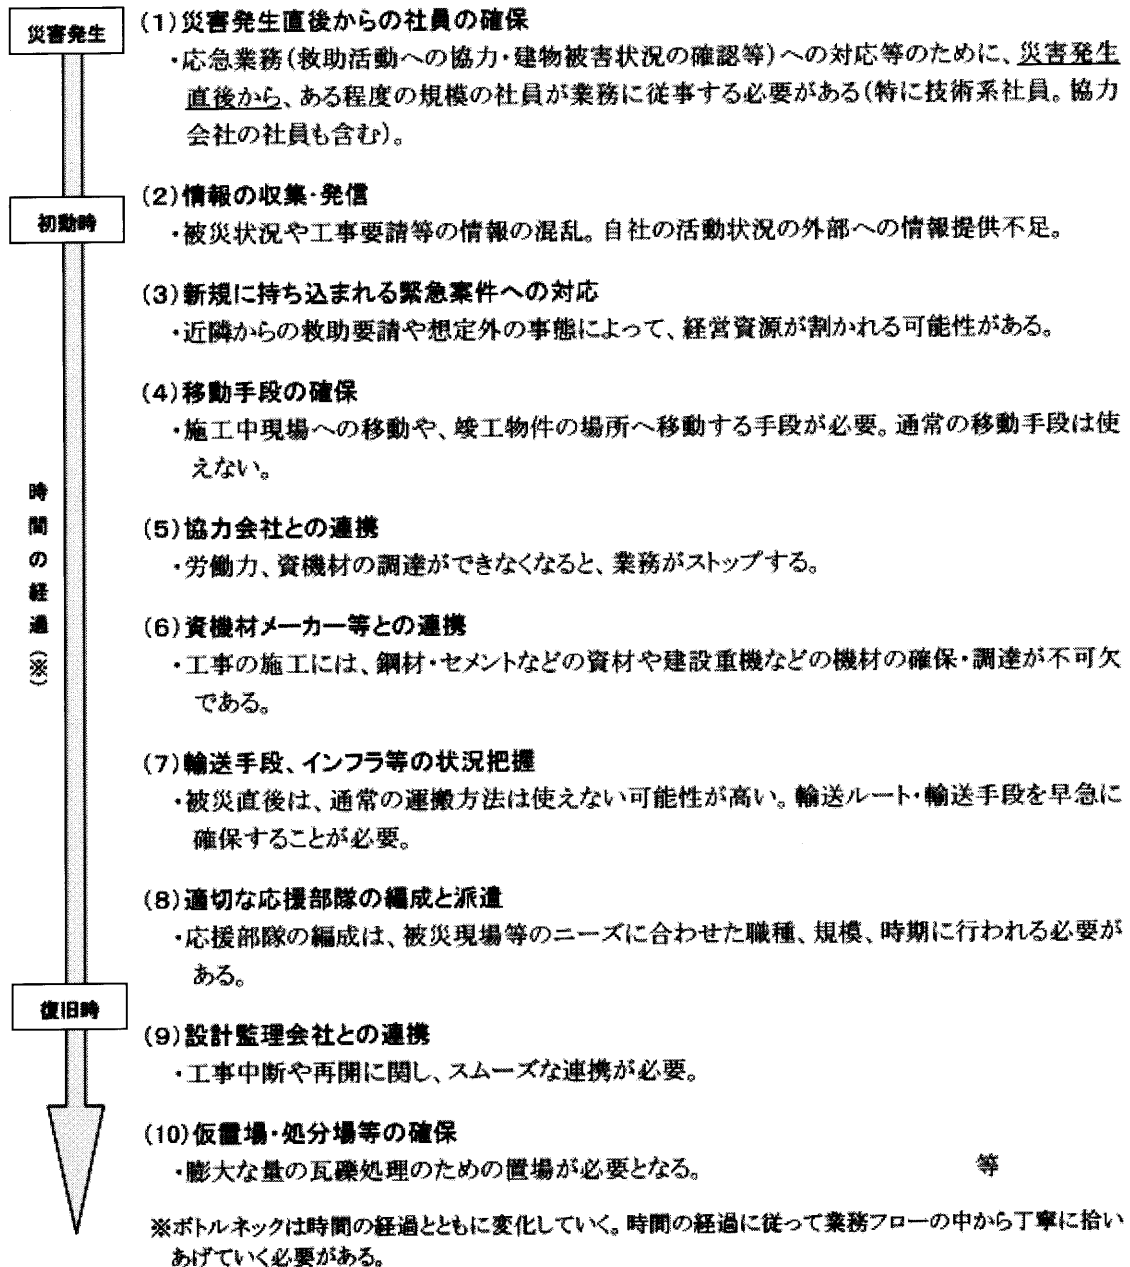 災害発生
(1)災害発生直後からの社員の確保
・応急業務(救助活動への協力・建物被害状況の確認等)への対応等のために、災害発生
直後から、ある程度の規模の社員が業務に従事する必要がある(特に技術系社員。協力
会社の社員も含む)。
初動時
(2)情報の収集・発信
・被災状況や工事要請等の情報の混乱。自社の活動状況の外部への情報提供不足。
(3)新規に持ち込まれる緊急案件への対応
・近隣からの救助要請や想定外の事態によって、経営資源が割かれる可能性がある。
(4)移動手段の確保
・施工中現場への移動や、竣工物件の場所へ移動する手段が必要。通常の移動手段は使
えない。
時間の経過(※)
(5)協力会社との連携
・労働力、資機材の調達ができなくなると、業務がストップする。
(6)資機材メーカー等との連携
・工事の施工には、鋼材・セメントなどの資材や建設重機などの機材の確保・調達が不可欠
である。
(7)輸送手段、インフラ等の状況把握
・被災直後は、通常の運搬方法は使えない可能性が高い。輸送ルート・輸送手段を早急に
確保することが必要。
(8)適切な応援部隊の編成と派遣
・応援部隊の編成は、被災現場等のニーズに合わせた職種、規模、時期に行われる必要が
ある。
復旧時
(9)設計監理会社との連携
・工事中断や再開に関し、スムーズな連携が必要。
(10)仮置場・処分場等の確保
・膨大な量の瓦礫処理のための置場が必要となる。 等
※ボトルネックは時間の経過とともに変化していく。時間の経過に従って業務フローの中から丁寧に拾い
あげていく必要がある。